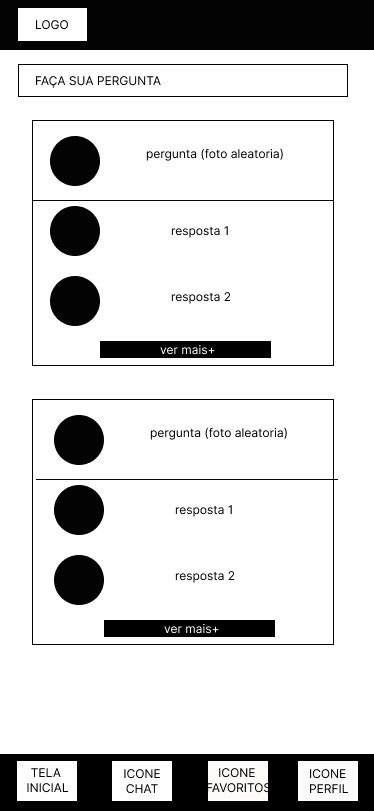 LOGO
FAÇA SUA PERGUNTA
pergunta (foto aleatoria)
resposta 1
resposta 2
ver mais+
pergunta (foto aleatoria)
resposta 1
resposta 2
ver mais+
TELA
INICIAL
ICONE
CHAT
ICONE
FAVORITOS
ICONE
PERFIL